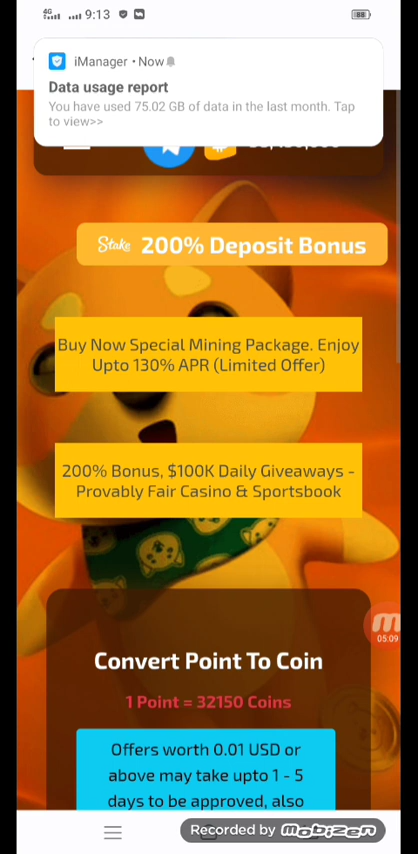 4G
9:13
88
iManager • Now
Data usage report
You have used 75.02 GB of data in the last month. Tap
to view>>
Stake 200% Deposit Bonus
Buy Now Special Mining Package. Enjoy
Upto 130% APR (Limited Offer)
200% Bonus, $100K Daily Giveaways -
Provably Fair Casino & Sportsbook
05:09
Convert Point To Coin
1 Point = 32150 Coins
Offers worth 0.01 USD or
above may take upto 1 - 5
days to be approved, also
Recorded by mobizen